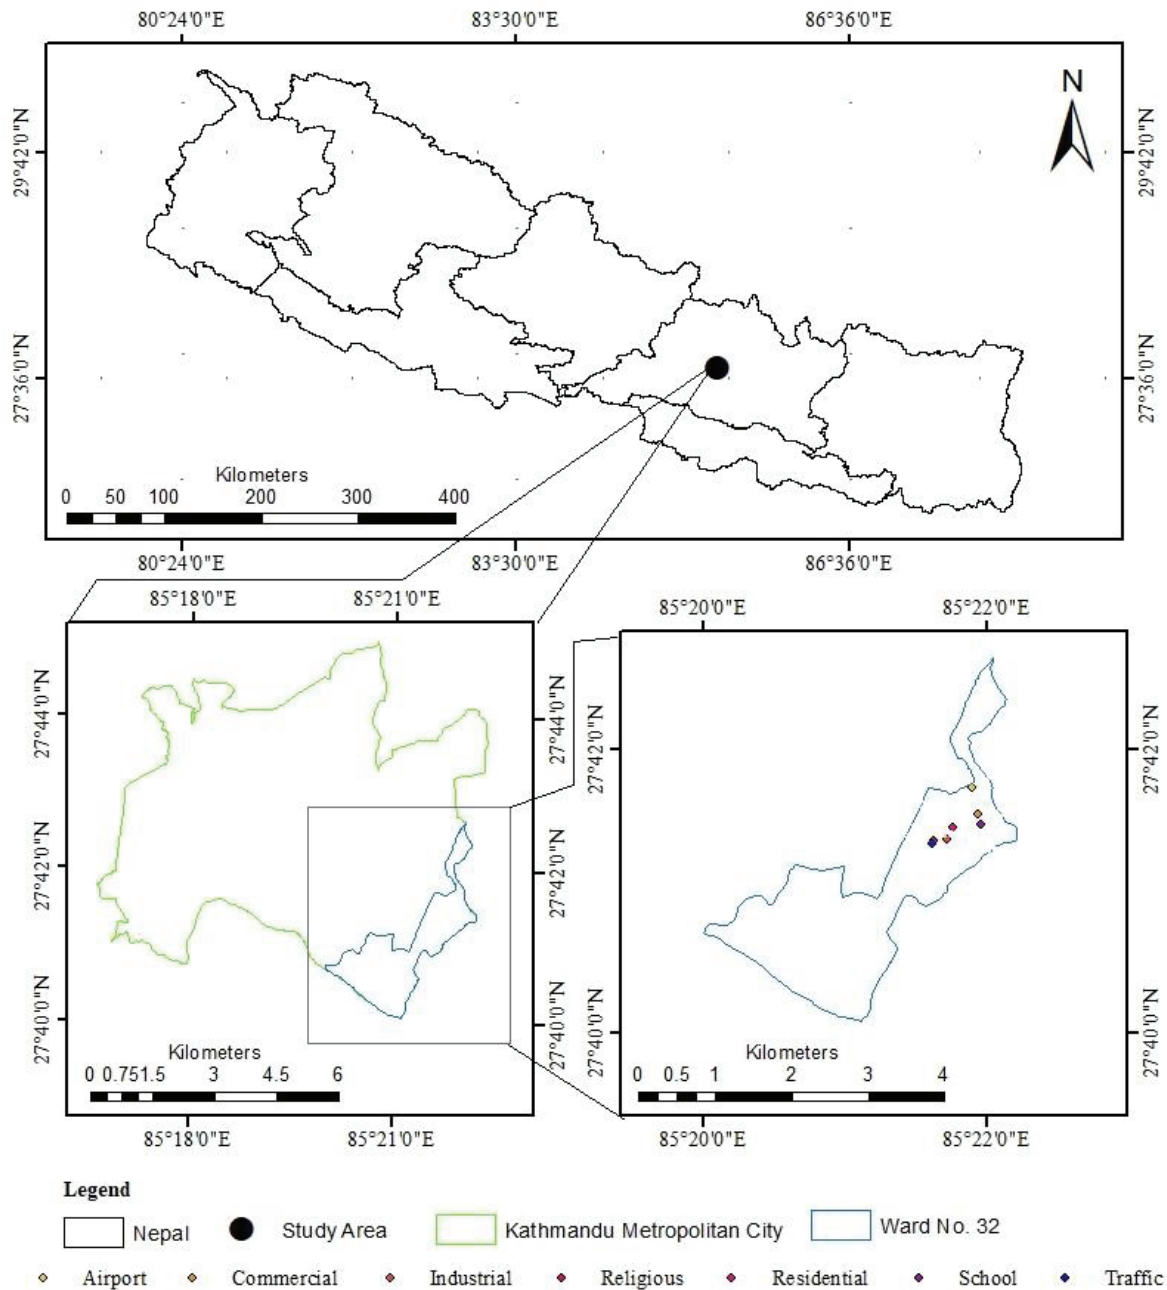 80°24'0"E 83°30'0"E 86°36'0"E
N
29°42'0"N 29°42'0"N
27°36'0"N 27°36'0"N
Kilometers
0 50 100 200 300 400
80°24'0"E 83°30'0"E 86°36'0"E
85°18'0"E 85°21'0"E 85°20'0"E 85°22'0"E
27°44'0"N 27°44'0"N 27°42'0"N 27°42'0"N
27°42'0"N 27°42'0"N
27°40'0"N 27°40'0"N 27°40'0"N 27°40'0"N
Kilometers
0 0.75 1.5 3 4.5 6
Kilometers
0 0.5 1 2 3 4
85°18'0"E 85°21'0"E 85°20'0"E 85°22'0"E
Legend
Nepal Study Area Kathmandu Metropolitan City Ward No. 32
Airport Commercial Industrial Religious Residential School Traffic